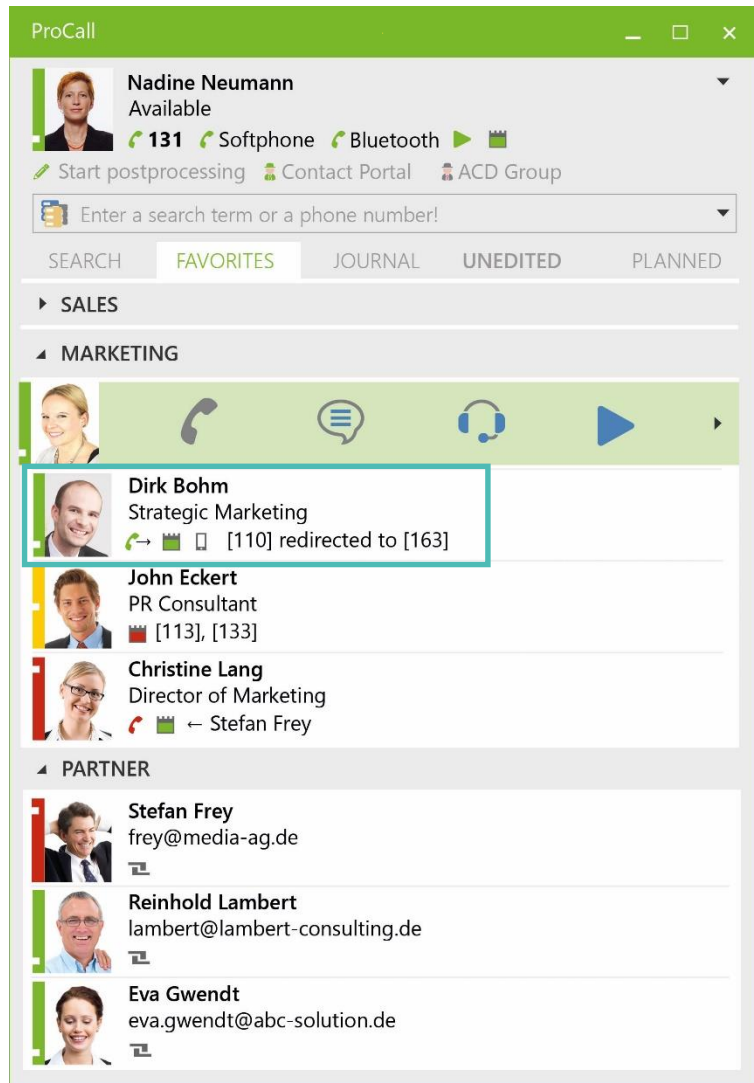 ProCall
Nadine Neumann
Available
131 Softphone Bluetooth
Start postprocessing Contact Portal ACD Group
Enter a search term or a phone number!
SEARCH FAVORITES JOURNAL UNEDITED PLANNED
SALES
MARKETING
Dirk Bohm
Strategic Marketing
→ [110] redirected to [163]
John Eckert
PR Consultant
[113], [133]
Christine Lang
Director of Marketing
← Stefan Frey
PARTNER
Stefan Frey
frey@media-ag.de
Reinhold Lambert
lambert@lambert-consulting.de
Eva Gwendt
eva.gwendt@abc-solution.de